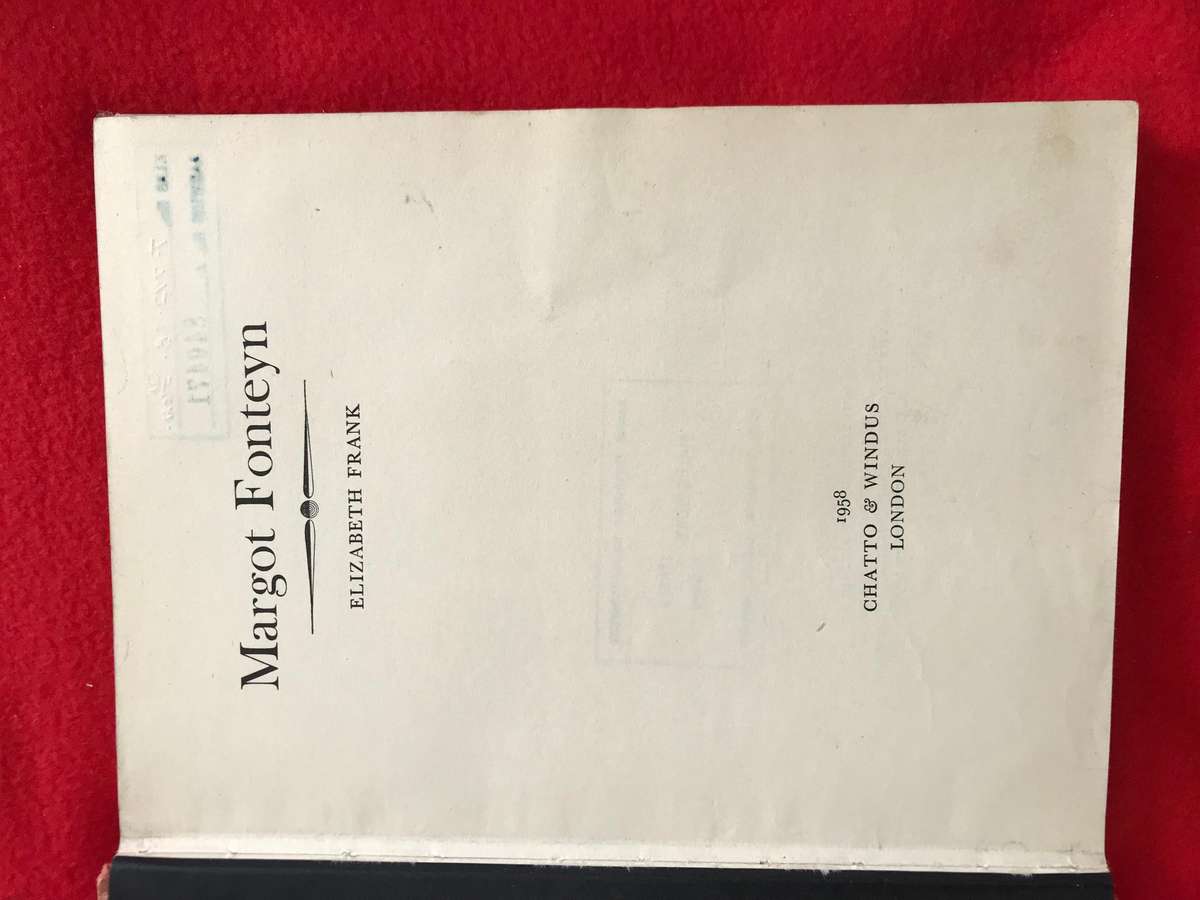 Margot Fonteyn
ELIZABETH FRANK
1958
CHATTO & WINDUS
LONDON